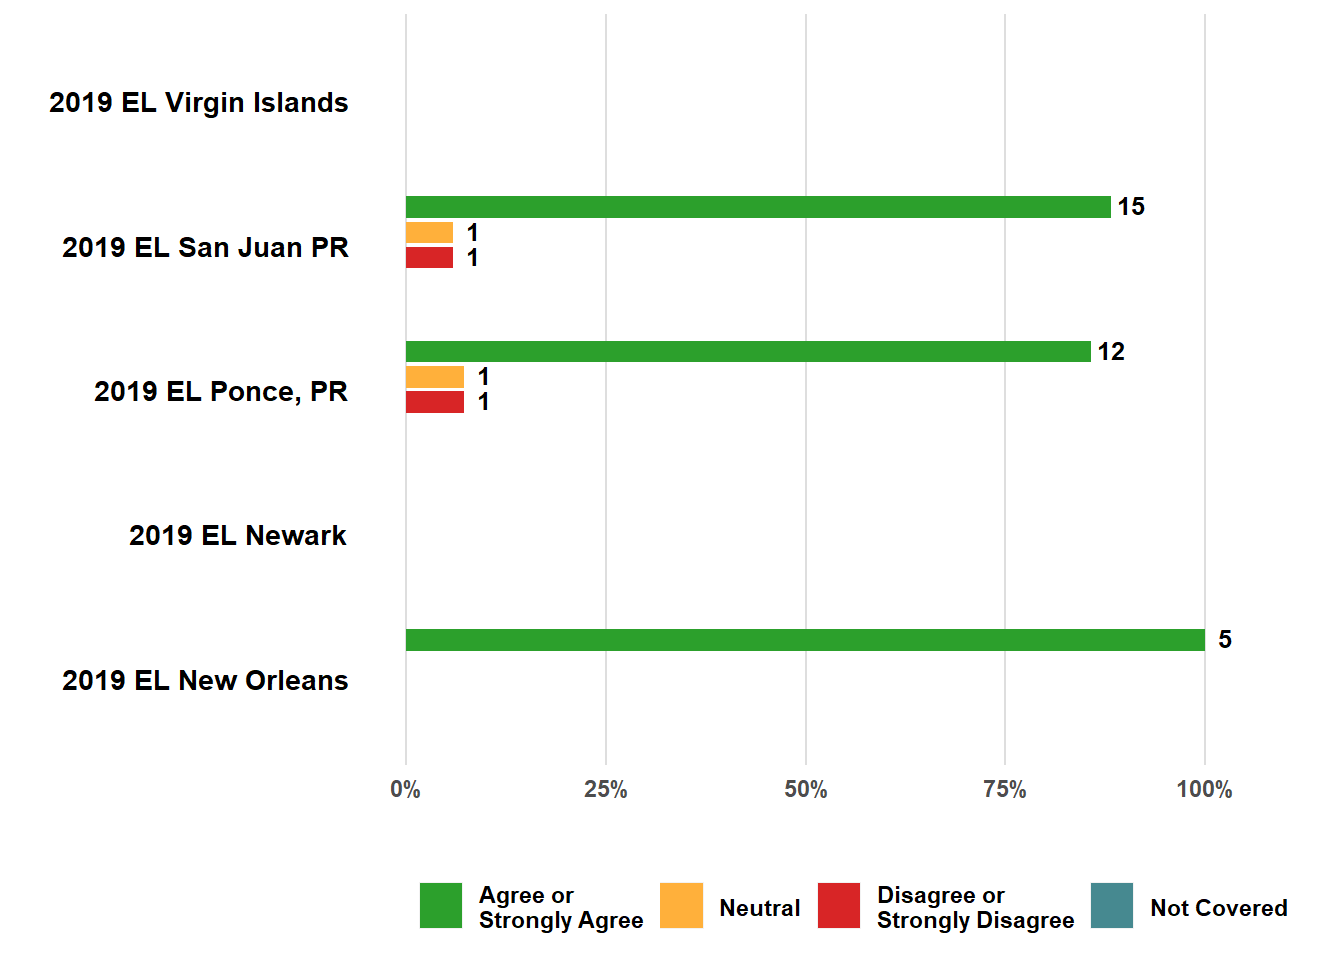 2019 EL Virgin Islands
15
1
2019 EL San Juan PR
1
12
1
2019 EL Ponce, PR
1
2019 EL Newark
5
2019 EL New Orleans
0% 25% 50% 75% 100%
Agree or
Strongly Agree
Neutral
Disagree or
Strongly Disagree
Not Covered